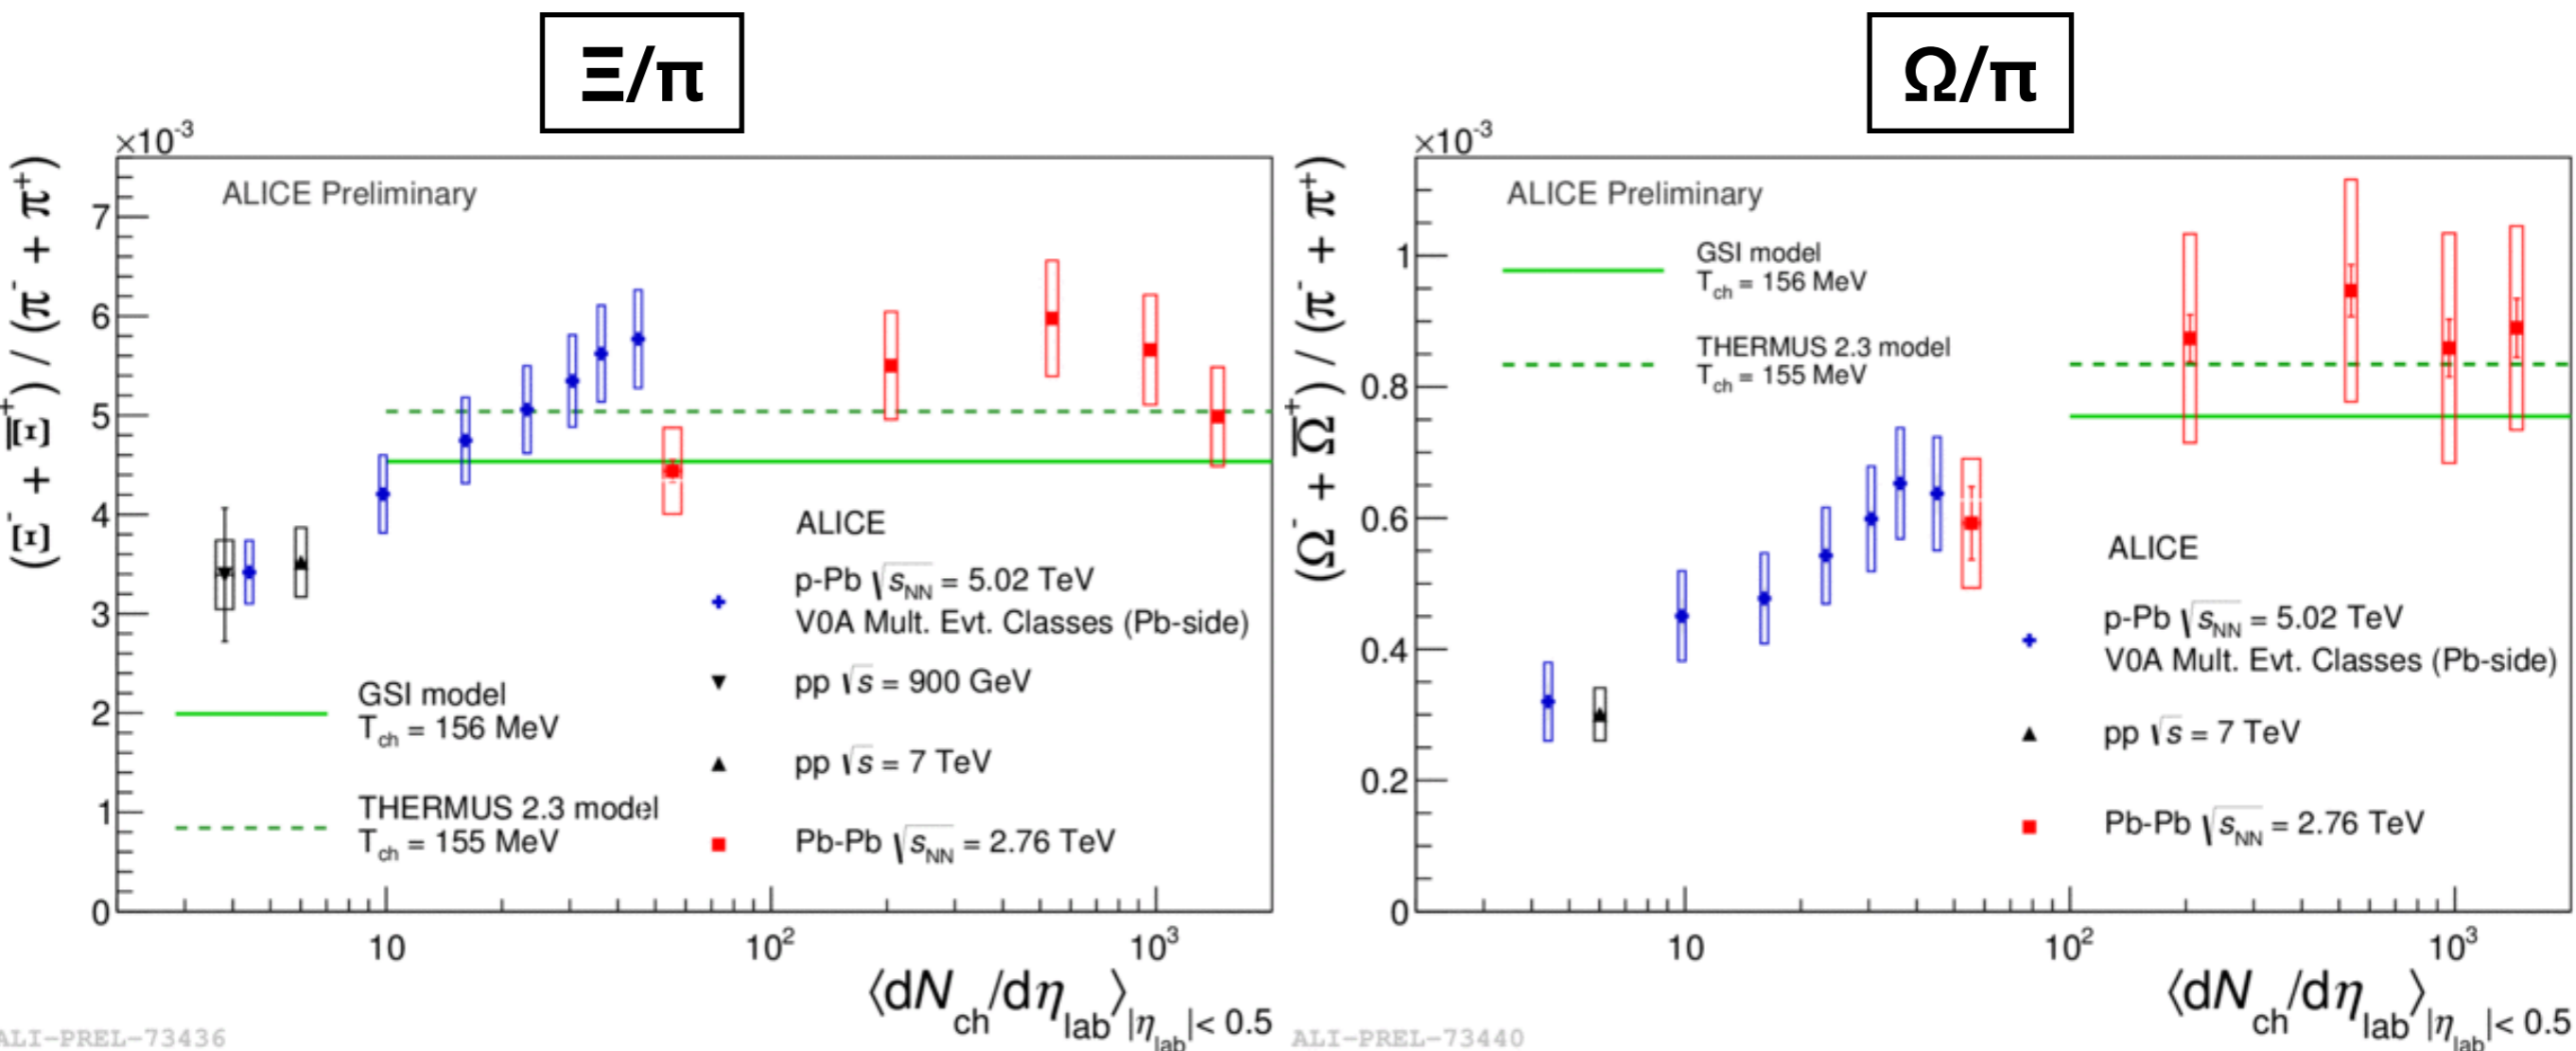 Ξ/π
×10⁻³
(Ξ⁻ + Ξ̅⁺) / (π⁻ + π⁺)
ALICE Preliminary
7
6
5
4
3
2
1
0
ALICE
p-Pb √s_NN = 5.02 TeV
V0A Mult. Evt. Classes (Pb-side)
pp √s = 900 GeV
pp √s = 7 TeV
Pb-Pb √s_NN = 2.76 TeV
GSI model
T_ch = 156 MeV
THERMUS 2.3 model
T_ch = 155 MeV
10 10² 10³
⟨dN_ch/dη_lab⟩_|η_lab|< 0.5
ALI-PREL-73436
Ω/π
×10⁻³
(Ω⁻ + Ω̅⁺) / (π⁻ + π⁺)
ALICE Preliminary
GSI model
T_ch = 156 MeV
THERMUS 2.3 model
T_ch = 155 MeV
1
0.8
0.6
0.4
0.2
0
ALICE
p-Pb √s_NN = 5.02 TeV
V0A Mult. Evt. Classes (Pb-side)
pp √s = 7 TeV
Pb-Pb √s_NN = 2.76 TeV
10 10² 10³
⟨dN_ch/dη_lab⟩_|η_lab|< 0.5
ALI-PREL-73440